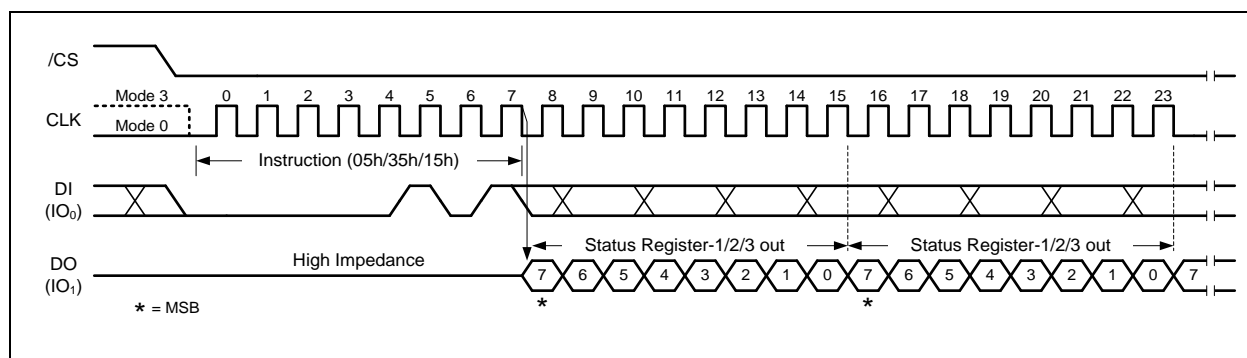 /CS
Mode 3
0 1 2 3 4 5 6 7 8 9 10 11 12 13 14 15 16 17 18 19 20 21 22 23
CLK
Mode 0
Instruction (05h/35h/15h)
DI
(IO0)
Status Register-1/2/3 out Status Register-1/2/3 out
High Impedance
DO
(IO1)
7 6 5 4 3 2 1 0 7 6 5 4 3 2 1 0 7
* *
* = MSB